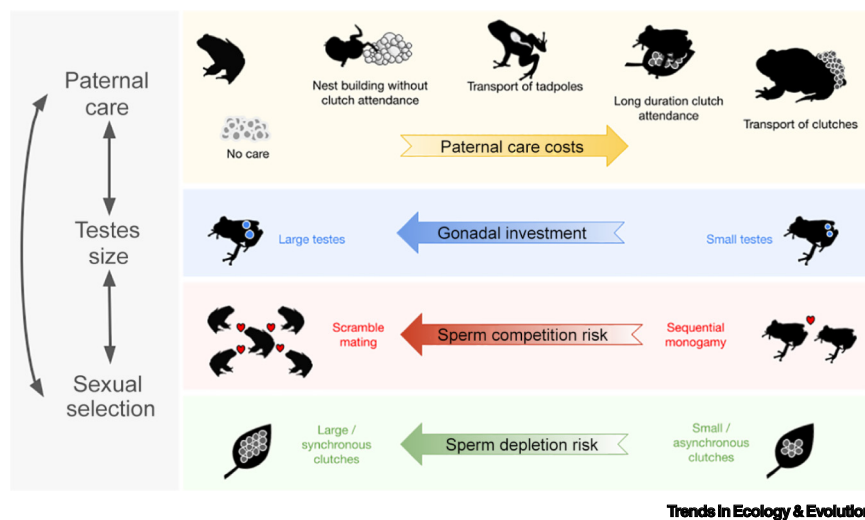 Paternal
care
Testes
size
Sexual
selection
No care
Nest building without
clutch attendance
Transport of tadpoles
Long duration clutch
attendance
Transport of clutches
Paternal care costs
Large testes
Gonadal investment
Small testes
Scramble
mating
Sperm competition risk
Sequential
monogamy
Large /
synchronous
clutches
Sperm depletion risk
Small /
asynchronous
clutches
Trends in Ecology & Evolutio